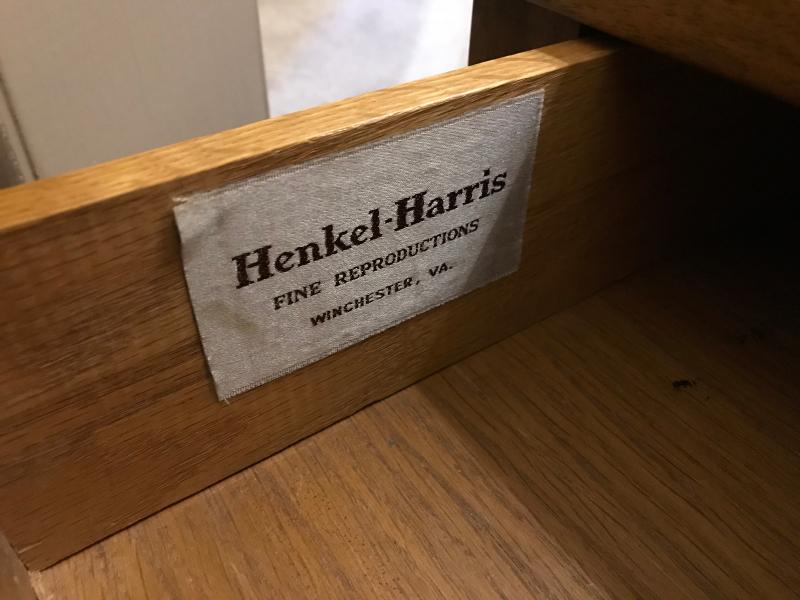 Henkel-Harris
FINE REPRODUCTIONS
WINCHESTER, VA.